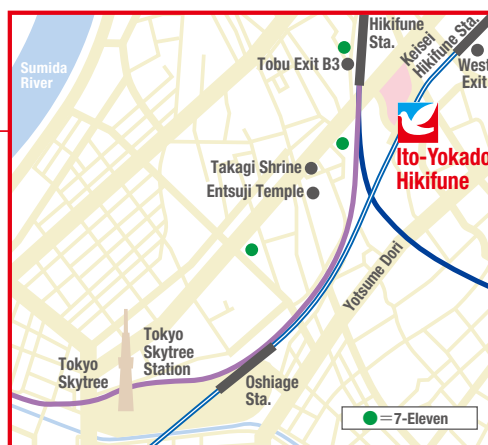 Hikifune
Sta.
Keisei
Hikifune Sta.
Sumida
River
Tobu Exit B3
West
Exit
Ito-Yokado
Hikifune
Takagi Shrine
Entsuji Temple
Yotsume Dori
Tokyo
Skytree
Station
Tokyo
Skytree
Oshiage
Sta.
=7-Eleven